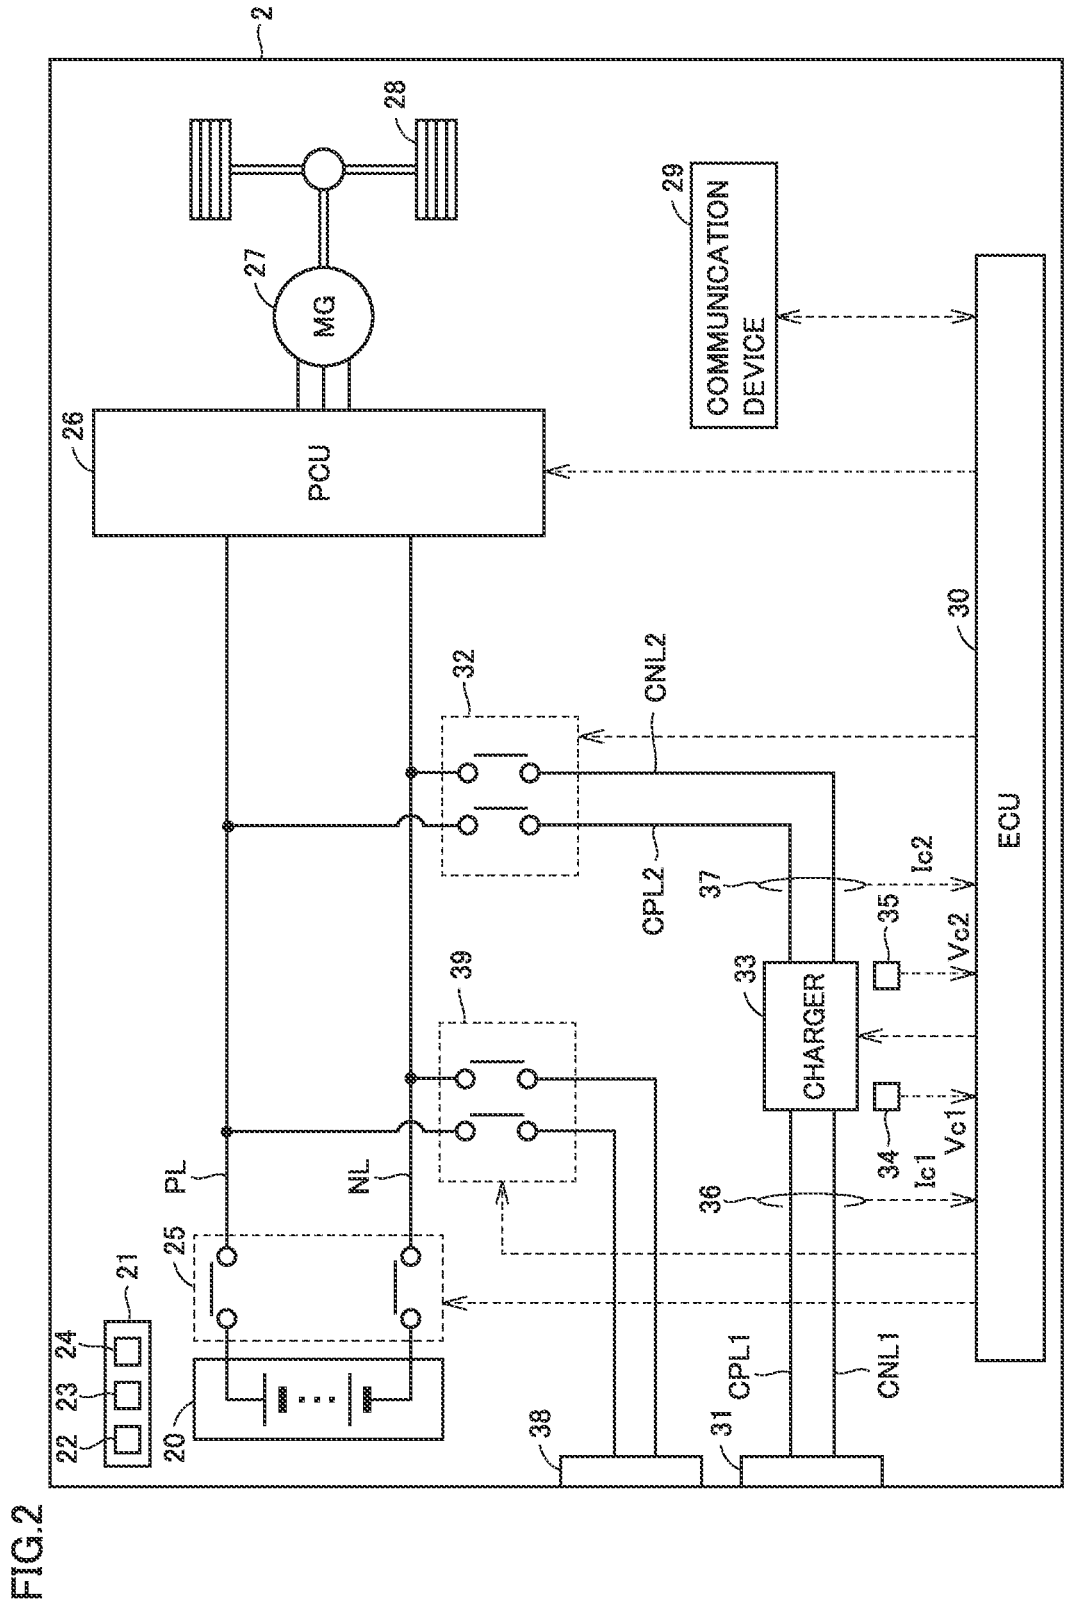 FIG.2
2
22
23
24
21
20
25
PL
NL
26
PCU
27
MG
28
39
32
CPL2
CNL2
29
COMMUNICATION
DEVICE
38
31
CPL1
CNL1
36
Ic1
34
Vc1
33
CHARGER
35
Vc2
37
Ic2
30
ECU